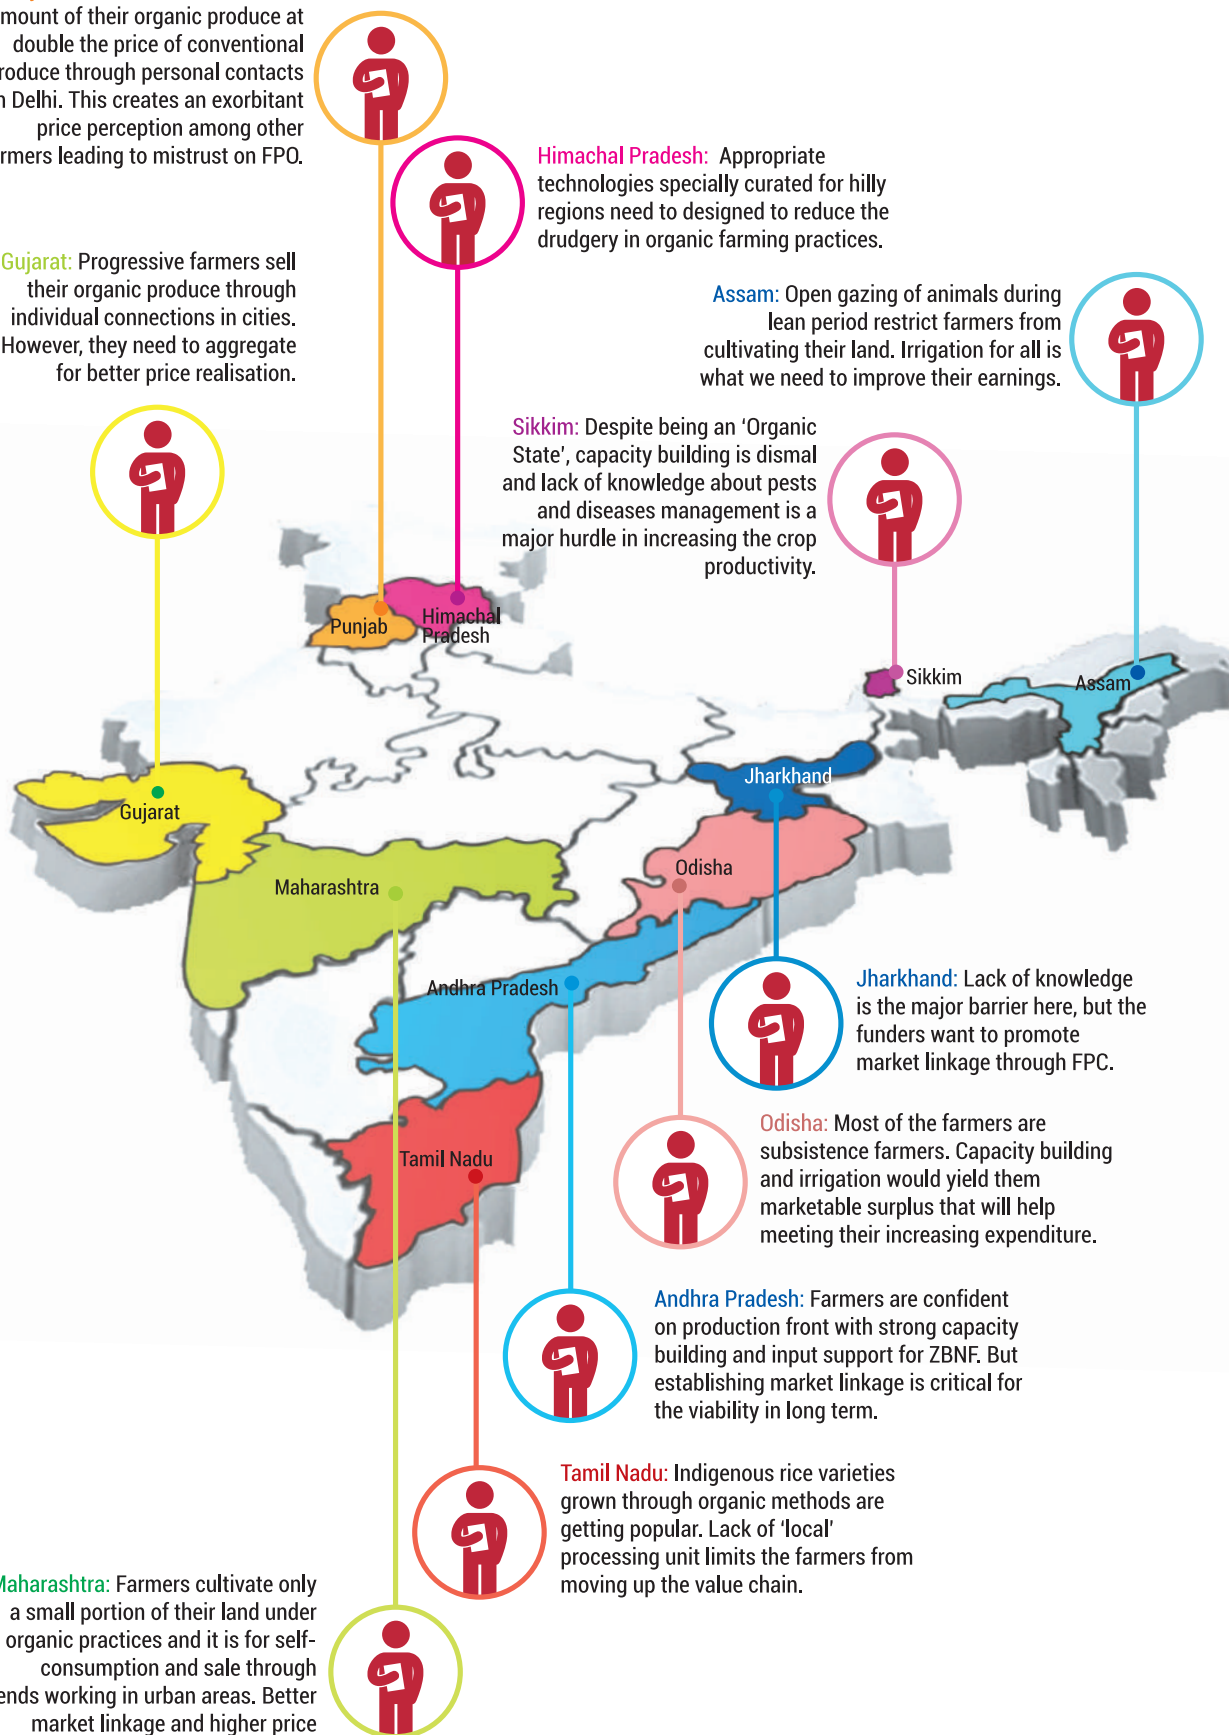 mount of their organic produce at
double the price of conventional
produce through personal contacts
in Delhi. This creates an exorbitant
price perception among other
farmers leading to mistrust on FPO.
Himachal Pradesh: Appropriate
technologies specially curated for hilly
regions need to designed to reduce the
drudgery in organic farming practices.
Gujarat: Progressive farmers sell
their organic produce through
individual connections in cities.
However, they need to aggregate
for better price realisation.
Assam: Open gazing of animals during
lean period restrict farmers from
cultivating their land. Irrigation for all is
what we need to improve their earnings.
Sikkim: Despite being an ‘Organic
State’, capacity building is dismal
and lack of knowledge about pests
and diseases management is a
major hurdle in increasing the crop
productivity.
Punjab
Himachal
Pradesh
Sikkim
Assam
Jharkhand
Gujarat
Odisha
Maharashtra
Andhra Pradesh
Tamil Nadu
Jharkhand: Lack of knowledge
is the major barrier here, but the
funders want to promote
market linkage through FPC.
Odisha: Most of the farmers are
subsistence farmers. Capacity building
and irrigation would yield them
marketable surplus that will help
meeting their increasing expenditure.
Andhra Pradesh: Farmers are confident
on production front with strong capacity
building and input support for ZBNF. But
establishing market linkage is critical for
the viability in long term.
Tamil Nadu: Indigenous rice varieties
grown through organic methods are
getting popular. Lack of ‘local’
processing unit limits the farmers from
moving up the value chain.
Maharashtra: Farmers cultivate only
a small portion of their land under
organic practices and it is for self-
consumption and sale through
ends working in urban areas. Better
market linkage and higher price